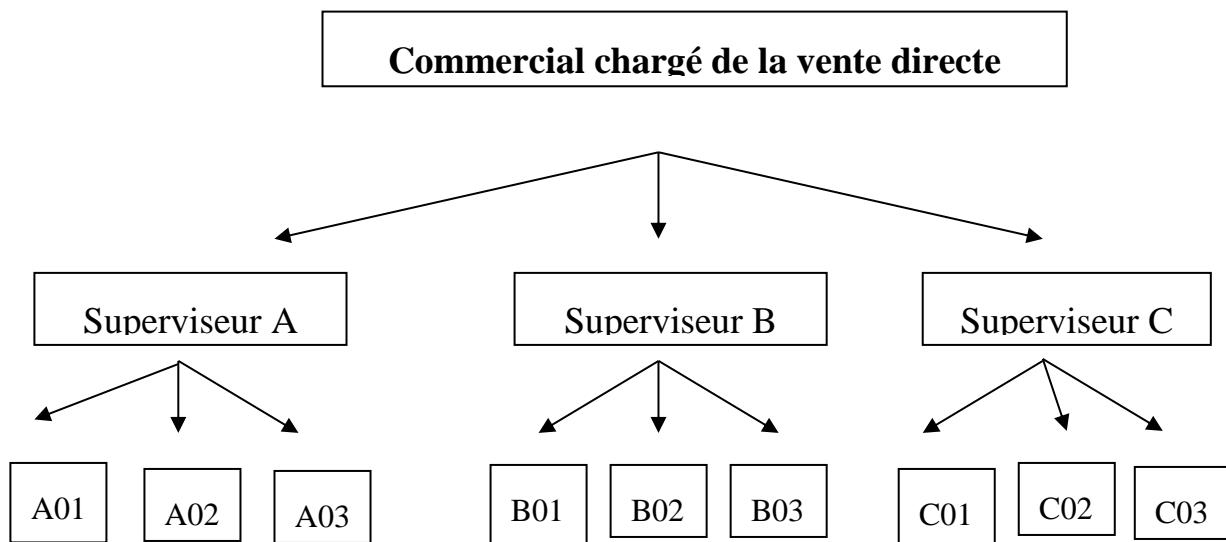 Commercial chargé de la vente directe
Superviseur A
Superviseur B
Superviseur C
A01
A02
A03
B01
B02
B03
C01
C02
C03